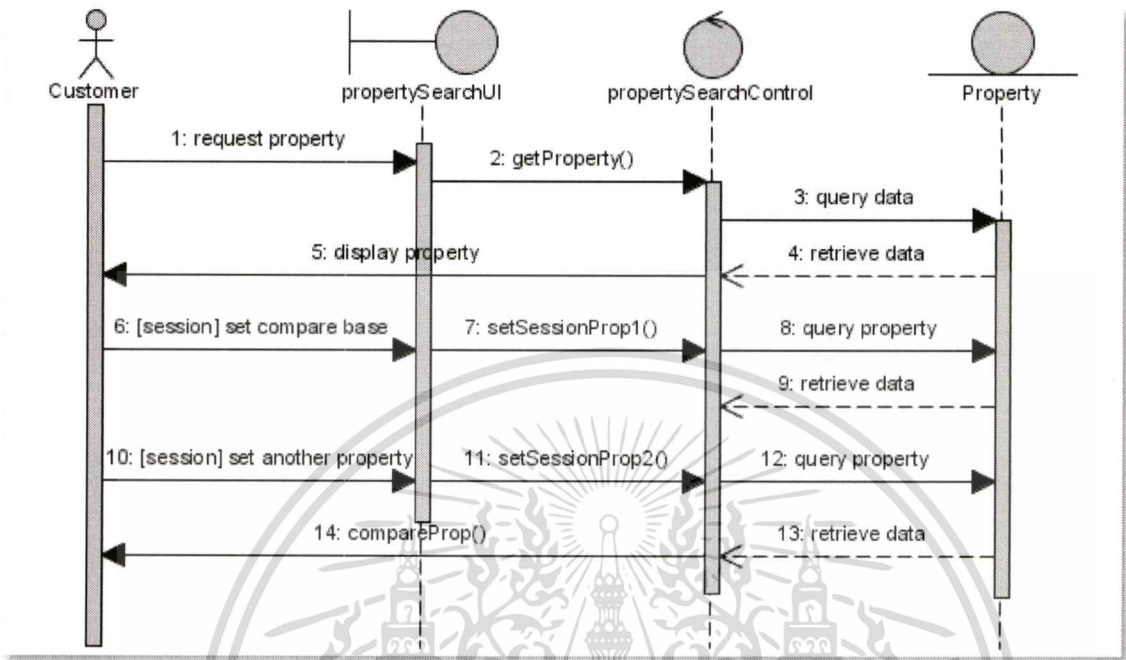 Customer
propertySearchUI
propertySearchControl
Property
1: request property
2: getProperty()
3: query data
4: retrieve data
5: display property
6: [session] set compare base
7: setSessionProp1()
8: query property
9: retrieve data
10: [session] set another property
11: setSessionProp2()
12: query property
13: retrieve data
14: compareProp()